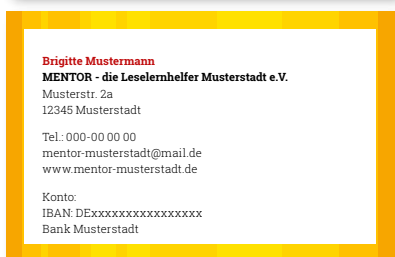 Brigitte Mustermann
MENTOR - die Leselernhelfer Musterstadt e.V.
Musterstr. 2a
12345 Musterstadt
Tel.: 000-00 00 00
mentor-musterstadt@mail.de
www.mentor-musterstadt.de
Konto:
IBAN: DExxxxxxxxxxxxxxxxx
Bank Musterstadt